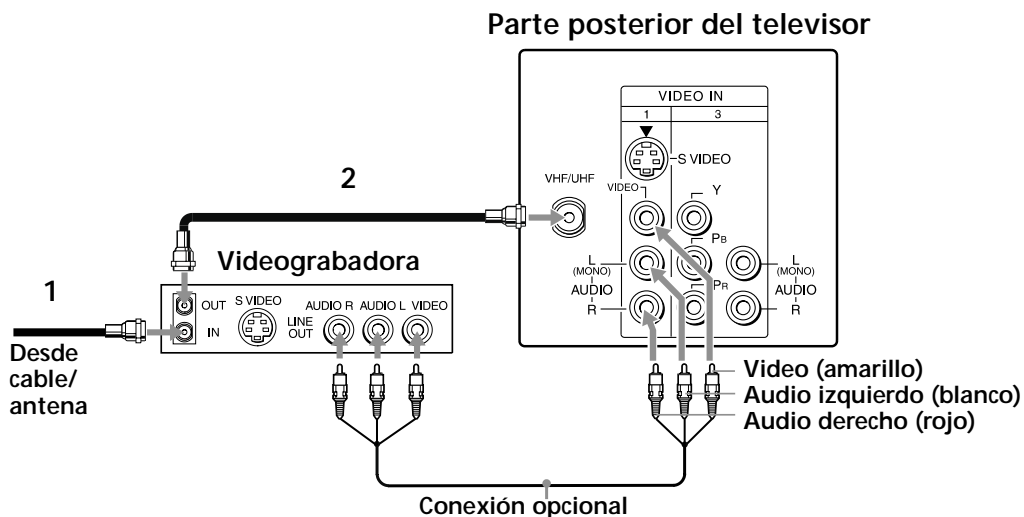 Parte posterior del televisor
VIDEO IN
1
3
S VIDEO
VHF/UHF
VIDEO
Y
PB
L
(MONO)
AUDIO
R
PR
L
(MONO)
AUDIO
R
2
Videograbadora
1
OUT
IN
S VIDEO
LINE
OUT
AUDIO R
AUDIO L
VIDEO
Desde
cable/
antena
Video (amarillo)
Audio izquierdo (blanco)
Audio derecho (rojo)
Conexión opcional